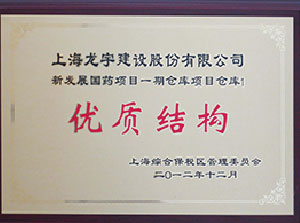 上海龙宇建设股份有限公司
新发展国药项目一期仓库项目仓库1
优质结构
上海综合保税区管理委员会
二〇一二年十二月